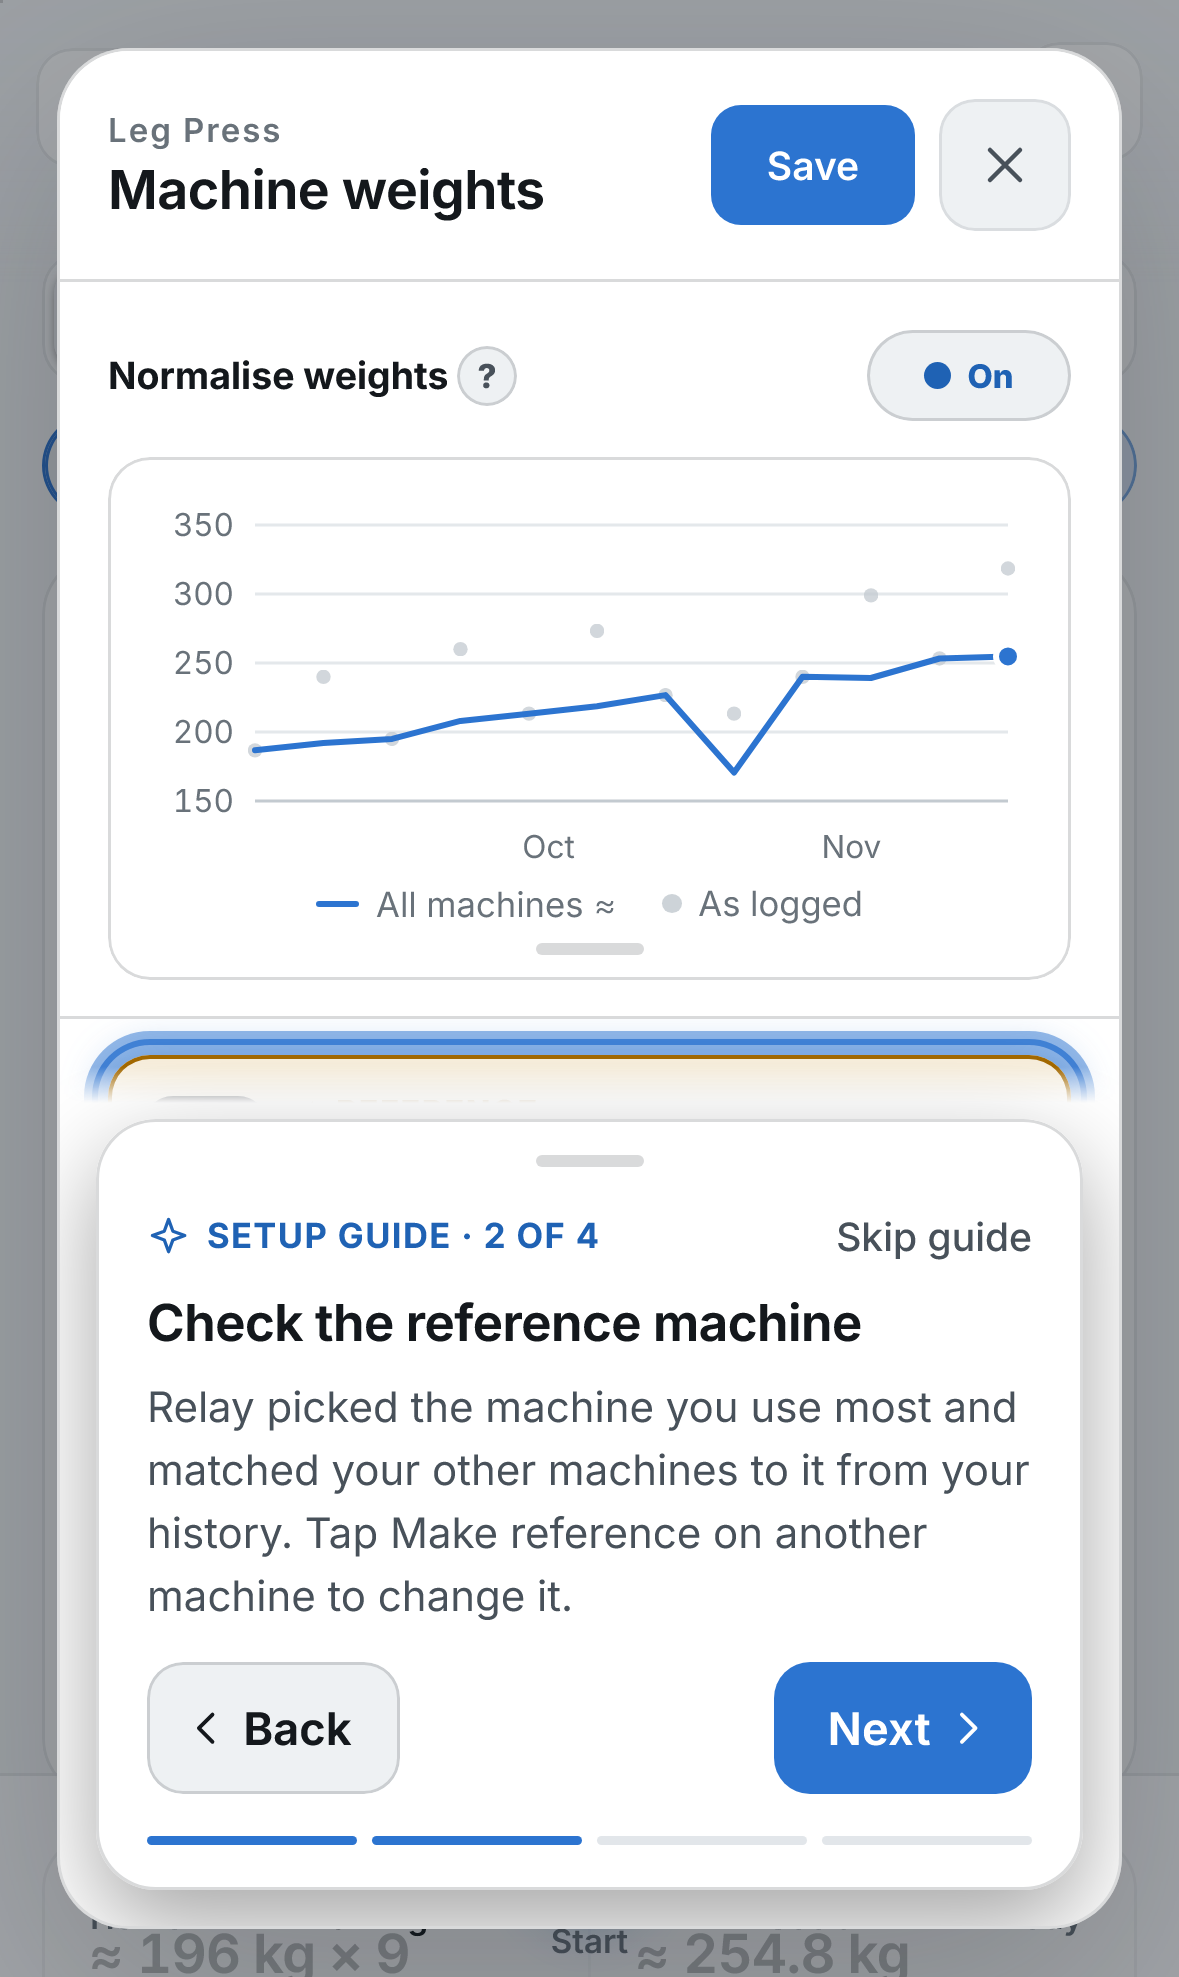 Leg Press
Machine weights
Save
Normalise weights ?
On
350
300
250
200
150
Oct Nov
All machines ≈ As logged
SETUP GUIDE · 2 OF 4
Skip guide
Check the reference machine
Relay picked the machine you use most and
matched your other machines to it from your
history. Tap Make reference on another
machine to change it.
Back
Next
Start
≈ 196 kg × 9
≈ 254.8 kg